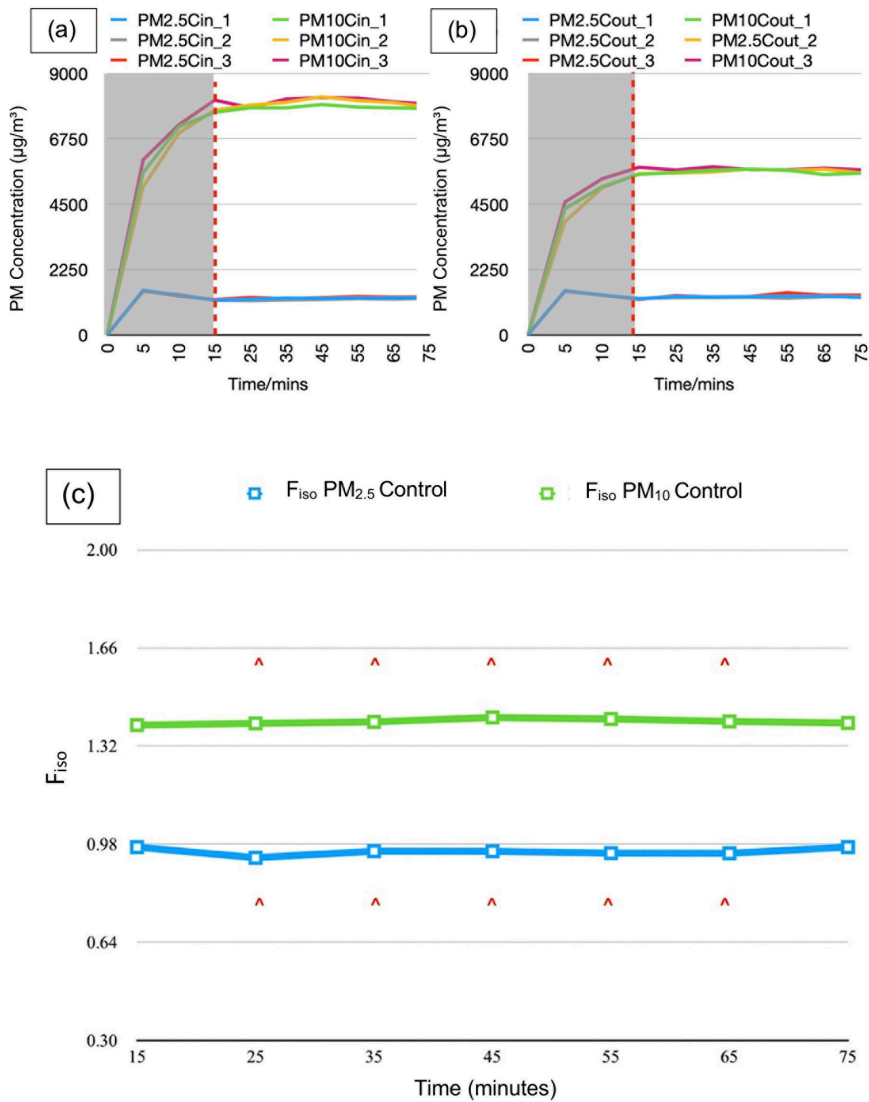 (a)
PM2.5Cin_1 PM10Cin_1
PM2.5Cin_2 PM10Cin_2
PM2.5Cin_3 PM10Cin_3
9000
6750
4500
2250
0
PM Concentration (μg/m³)
0 5 10 15 25 35 45 55 65 75
Time/mins
(b)
PM2.5Cout_1 PM10Cout_1
PM2.5Cout_2 PM2.5Cout_2
PM2.5Cout_3 PM10Cout_3
9000
6750
4500
2250
0
PM Concentration (μg/m³)
0 5 10 15 25 35 45 55 65 75
Time/mins
(c)
Fiso PM2.5 Control Fiso PM10 Control
2.00
1.66
^ ^ ^ ^ ^
1.32
Fiso
0.98
^ ^ ^ ^ ^
0.64
0.30
15 25 35 45 55 65 75
Time (minutes)